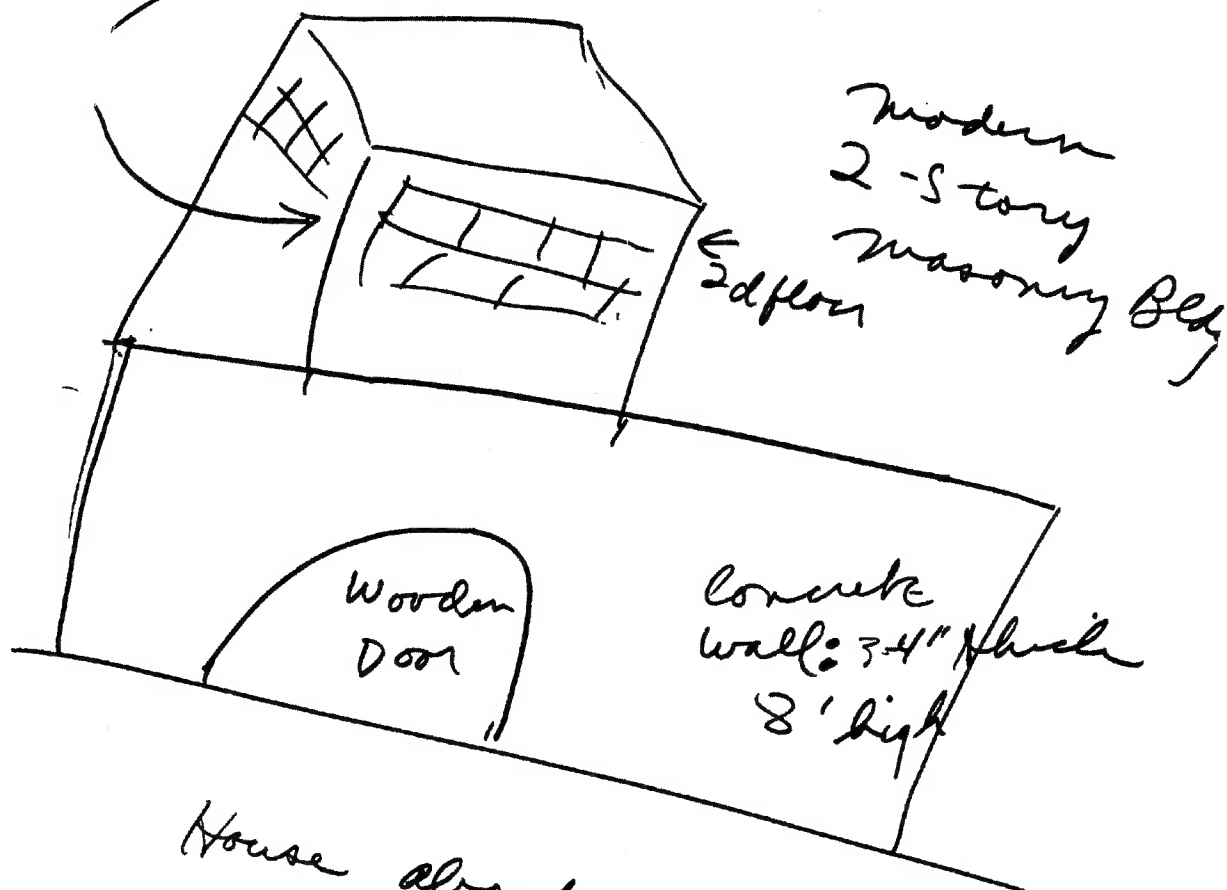 Modern
2-Story
Masonry Bldg
← 2d floor
Wooden
Door
Concrete
wall: 3-4" thick
8' high
House